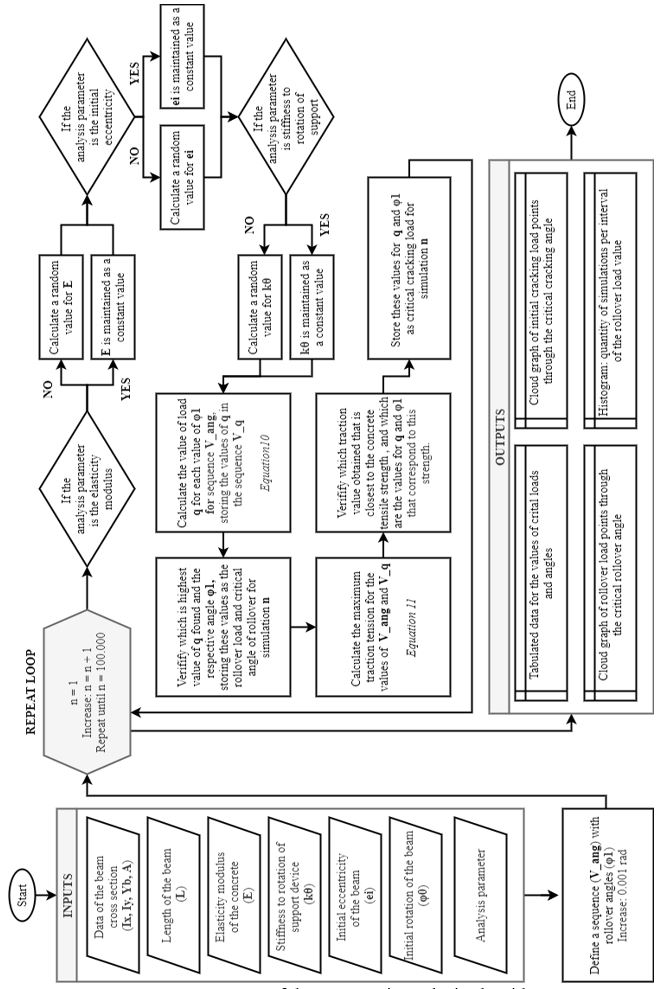 Start
INPUTS
Data of the beam
cross section
(Ix, Iy, Yb, A)
Length of the beam
(L)
Elasticity modulus
of the concrete
(E)
Stiffness to rotation of
support device
(kθ)
Initial eccentricity
of the beam
(ei)
Initial rotation of the beam
(φ0)
Analysis parameter
Define a sequence (V_ang) with
rollover angles (φ1)
Increase: 0.001 rad
REPEAT LOOP
n = 1
Increase: n = n + 1
Repeat until n = 100.000
If the
analysis parameter
is the elasticity
modulus
NO
YES
Calculate a random
value for E
E is maintained as a
constant value
If the
analysis parameter
is the initial
eccentricity
NO
YES
Calculate a random
value for ei
ei is maintained as a
constant value
If the
analysis parameter
is stiffness to
rotation of
support
NO
YES
Calculate a random
value for kθ
kθ is maintained as
a constant value
Calculate the value of load
q for each value of φ1
for sequence V_ang,
storing the values of q in
the sequence V_q
Equation10
Verifify which is highest
value of q found and the
respective angle φ1,
storing these values as the
rollover load and critical
angle of rollover for
simulation n
Calculate the maximum
traction tension for the
values of V_ang and V_q
Equation 11
Verifify which traction
value obtained that is
closest to the concrete
tensile strength , and which
are the values for q and φ1
that correspond to this
strength.
Store these values for q and φ1
as critical cracking load for
simulation n
OUTPUTS
Tabulated data for the values of crital loads
and angles
Cloud graph of initial cracking load points
through the critical cracking angle
Cloud graph of rollover load points through
the critical rollover angle
Histogram: quantity of simulations per interval
of the rollover load value
End